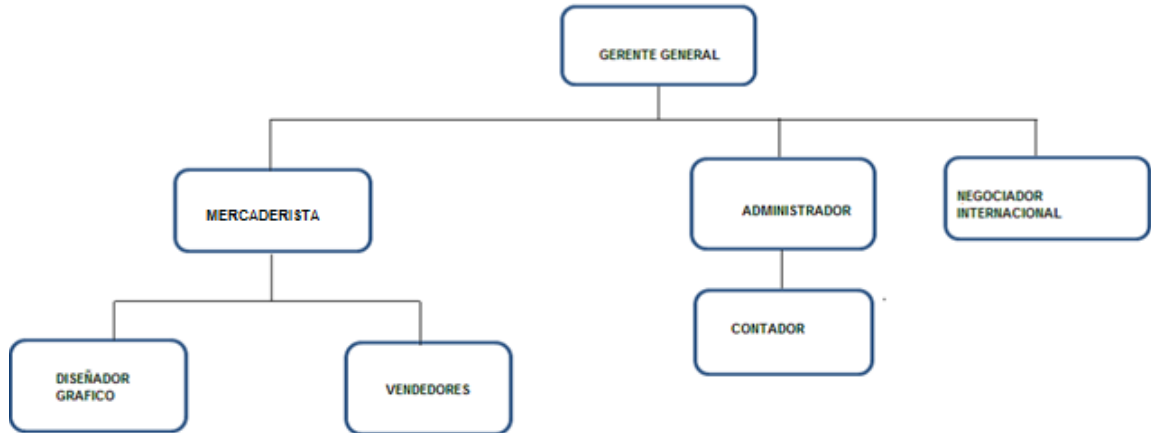 GERENTE GENERAL
MERCADERISTA
ADMINISTRADOR
NEGOCIADOR
INTERNACIONAL
CONTADOR
DISEÑADOR
GRAFICO
VENDEDORES